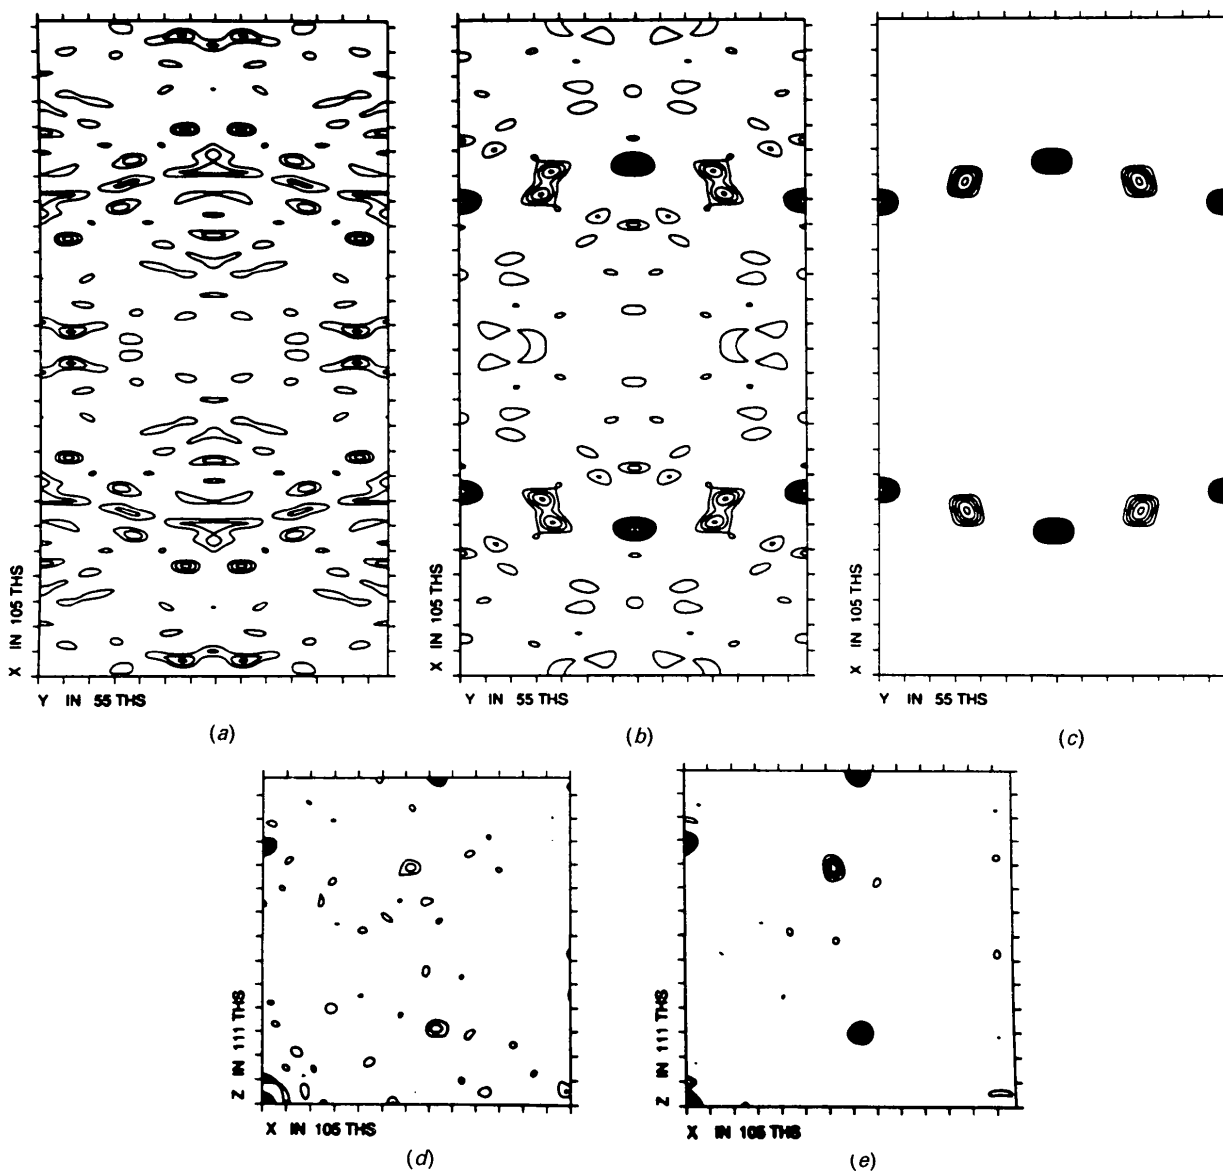 X IN 105 THS
Y IN 55 THS
(a)
X IN 105 THS
Y IN 55 THS
(b)
X IN 105 THS
Y IN 55 THS
(c)
Z IN 111 THS
X IN 105 THS
(d)
Z IN 111 THS
X IN 105 THS
(e)